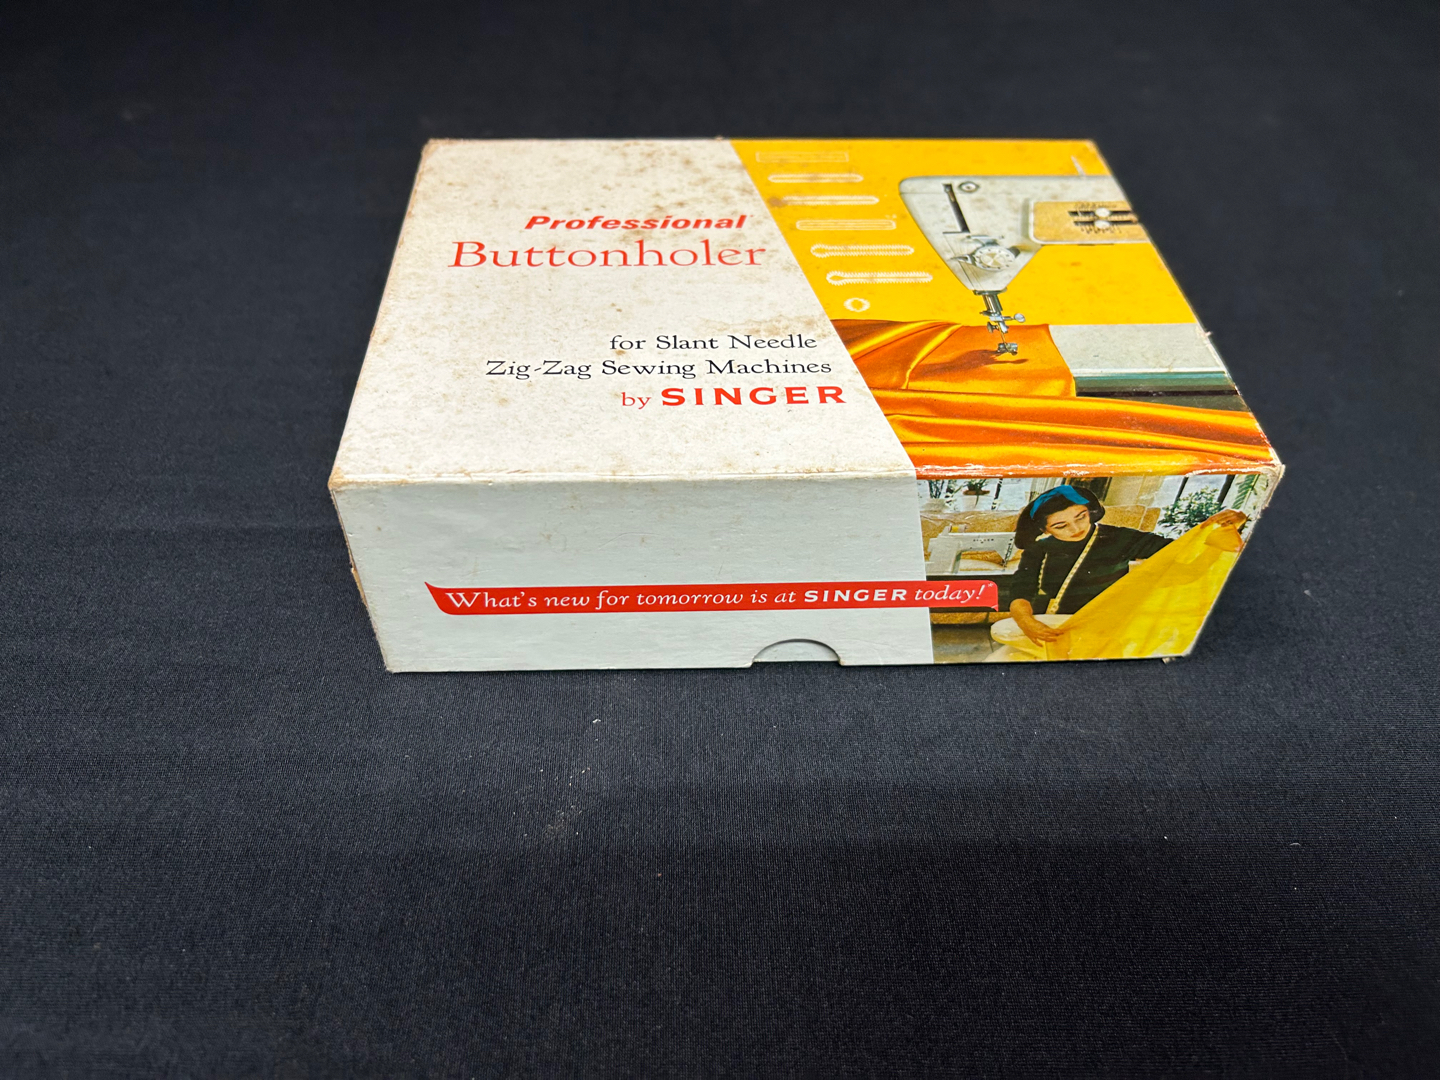 Professional
Buttonholer
for Slant Needle
Zig-Zag Sewing Machines
by SINGER
What's new for tomorrow is at SINGER today!*